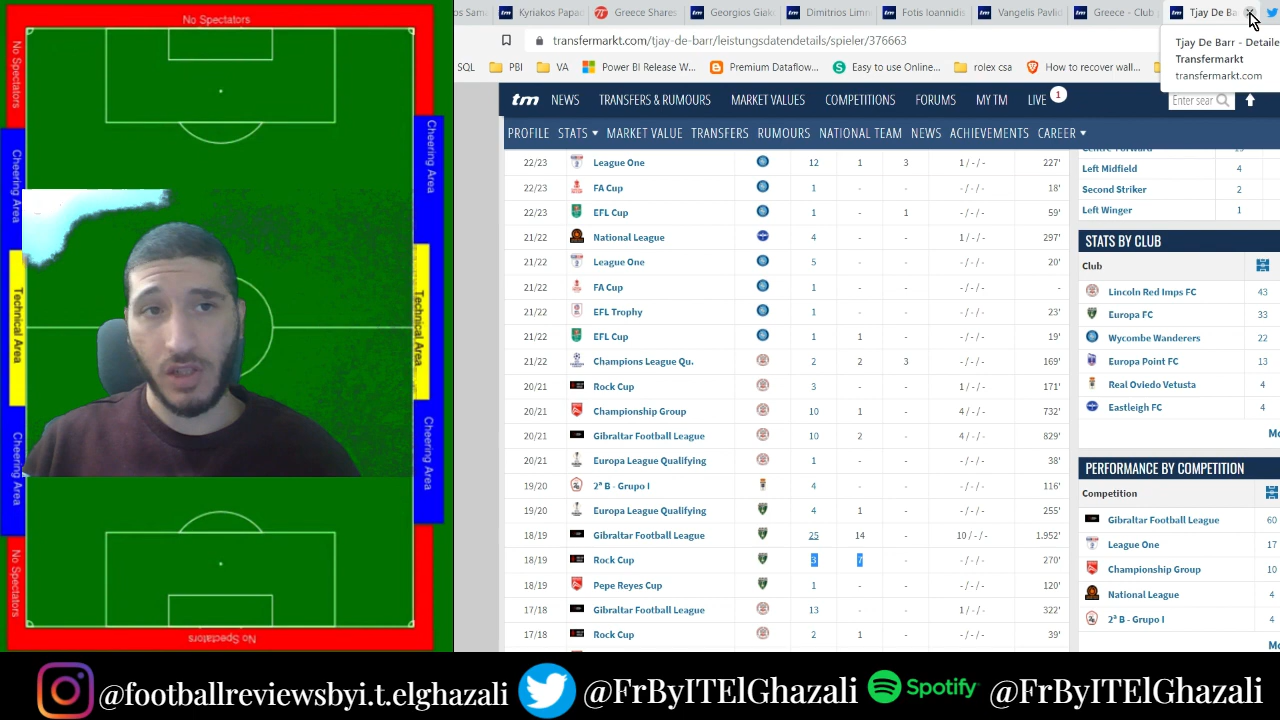 No Spectators
No Spectators
No Spectators
Cheering Area
Cheering Area
Technical Area
Technical Area
Cheering Area
Cheering Area
No Spectators
No Spectators
No Spectators
Kyriakos Papac
Greece Shares
Georgios Giak
Dimitrios Limn
Fotis Ioannidis
Vangelis
Greece - Club
Tjay De Ba
transfermarkt.com/tjay-de-barr/leistungsdatendetails/spieler/376663
Tjay De Barr - Detaile
Transfermarkt
transfermarkt.com
SQL PBI VA Power BI Release W... Premium Dataflow... Easy to use Online... rolex csa How to recover wall...
tm NEWS TRANSFERS & RUMOURS MARKET VALUES COMPETITIONS FORUMS MY TM LIVE 1 Enter sear
PROFILE STATS MARKET VALUE TRANSFERS RUMOURS NATIONAL TEAM NEWS ACHIEVEMENTS CAREER
22/23 League One 12 - 3 1 / - / - 227'
22/23 FA Cup 1 - - - / - / - 18'
22/23 EFL Cup 1 - 1 - / - / - 59'
21/22 National League 4 - - 1 / - / - 297'
21/22 League One 5 - - - / - / - 20'
21/22 FA Cup 1 - - - / - / - -
21/22 EFL Trophy 1 - - - / - / - 23'
21/22 EFL Cup 1 - - - / - / - 19'
21/22 Champions League Qu. 2 2 3 - / - / - 169'
20/21 Rock Cup 3 - - 1 / - / - 171'
20/21 Championship Group 10 - - 4 / - / - 732'
20/21 Gibraltar Football League 10 - - 4 / - / - 829'
20/21 Europa League Qualifying 1 - - - / - / - 38'
19/20 2ª B - Grupo I 4 - - - / - / - 116'
19/20 Europa League Qualifying 4 1 - - / - / - 255'
18/19 Gibraltar Football League 25 14 - 10 / - / - 1.952'
18/19 Rock Cup 3 7 - - / - / - 270'
18/19 Pepe Reyes Cup 1 - - - / - / - 120'
17/18 Gibraltar Football League 13 - - 1 / - / - 322'
17/18 Rock Cup 2 1 - - / - / - 39'
Left Midfield 4
Second Striker 2
Left Winger 1
STATS BY CLUB
Club
Lincoln Red Imps FC 43
Europa FC 33
Wycombe Wanderers 22
Europa Point FC 13
Real Oviedo Vetusta 4
Eastleigh FC 4
Mo
PERFORMANCE BY COMPETITION
Competition
Gibraltar Football League 60
League One 17
Championship Group 10
National League 4
2ª B - Grupo I 4
Mo
@footballreviewsbyi.t.elghazali @FrByITElGhazali Spotify @FrByITElGhazali